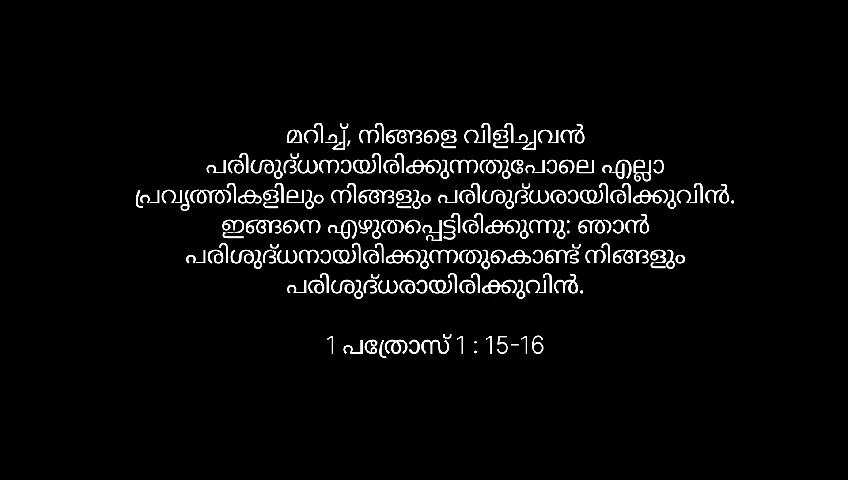 മറിച്ച്, നിങ്ങളെ വിളിച്ചവൻ
പരിശുദ്ധനായിരിക്കുന്നതുപോലെ എല്ലാ
പ്രവൃത്തികളിലും നിങ്ങളും പരിശുദ്ധരായിരിക്കുവിൻ.
ഇങ്ങനെ എഴുതപ്പെട്ടിരിക്കുന്നു: ഞാൻ
പരിശുദ്ധനായിരിക്കുന്നതുകൊണ്ട് നിങ്ങളും
പരിശുദ്ധരായിരിക്കുവിൻ.
1 പത്രോസ് 1 : 15-16